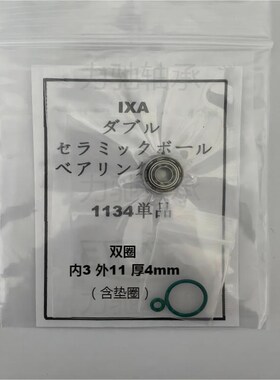 IXA
ダブル
セラミックボール
ベアリング
1134単品
双圈
内3 外11 厚4mm
（含垫圈）